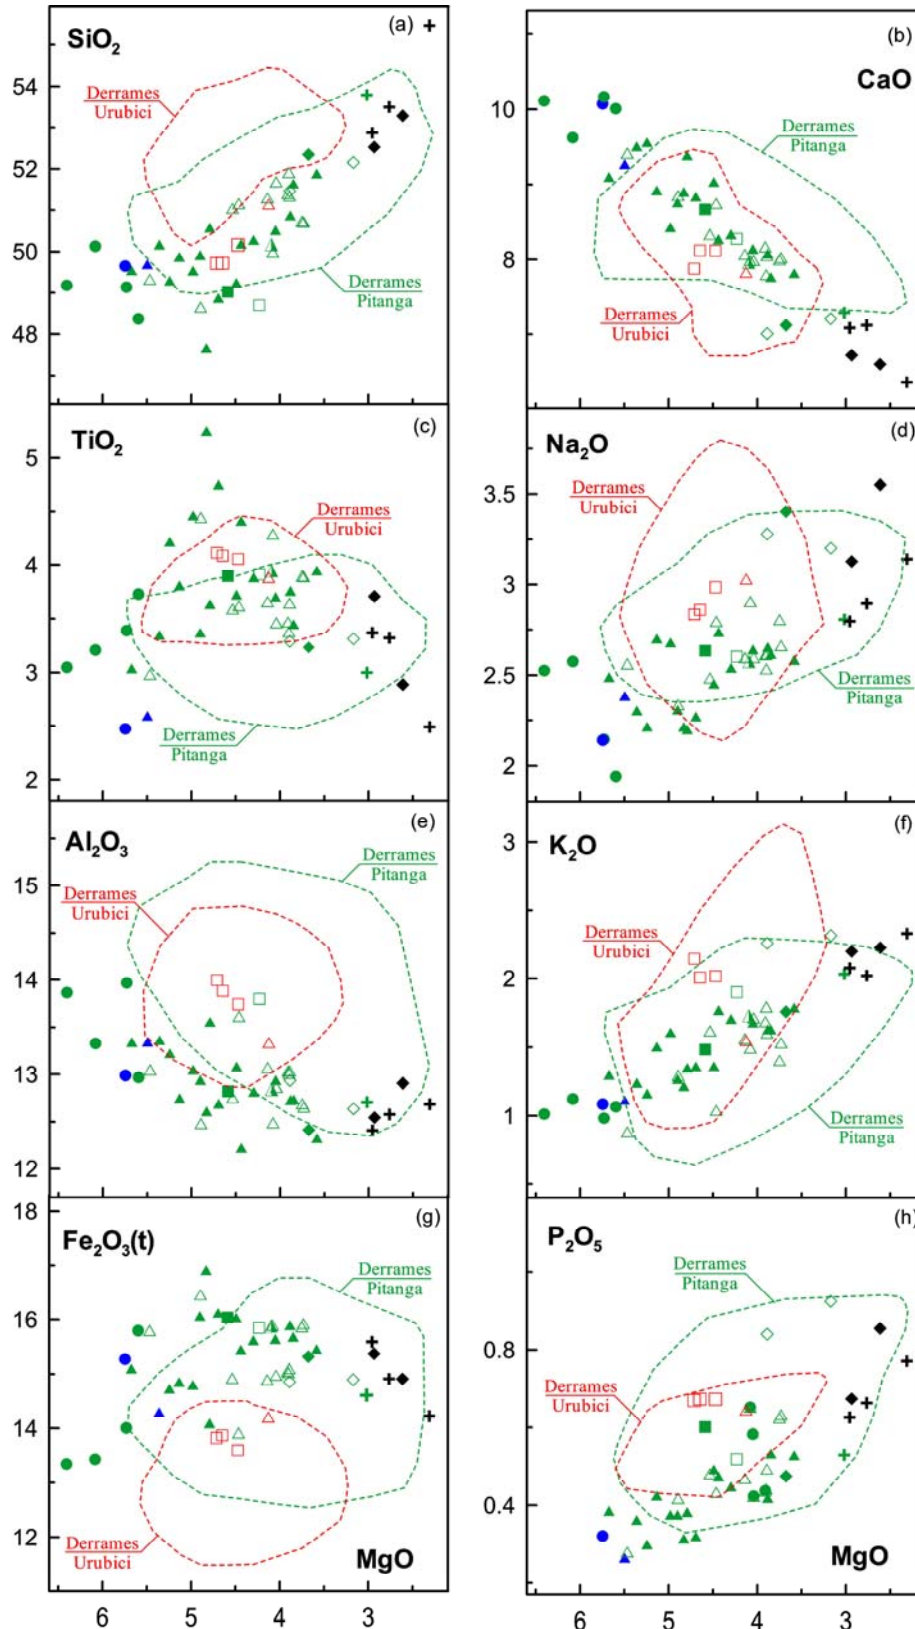 (a)
SiO2
Derrames
Urubici
Derrames
Pitanga
54
52
50
48
(b)
CaO
Derrames
Pitanga
Derrames
Urubici
10
8
(c)
TiO2
Derrames
Urubici
Derrames
Pitanga
5
4
3
2
(d)
Na2O
Derrames
Urubici
Derrames
Pitanga
3.5
3
2.5
2
(e)
Al2O3
Derrames
Pitanga
Derrames
Urubici
15
14
13
12
(f)
K2O
Derrames
Urubici
Derrames
Pitanga
3
2
1
(g)
Fe2O3(t)
Derrames
Pitanga
Derrames
Urubici
18
16
14
12
MgO
6 5 4 3
(h)
P2O5
Derrames
Pitanga
Derrames
Urubici
0.8
0.4
MgO
6 5 4 3